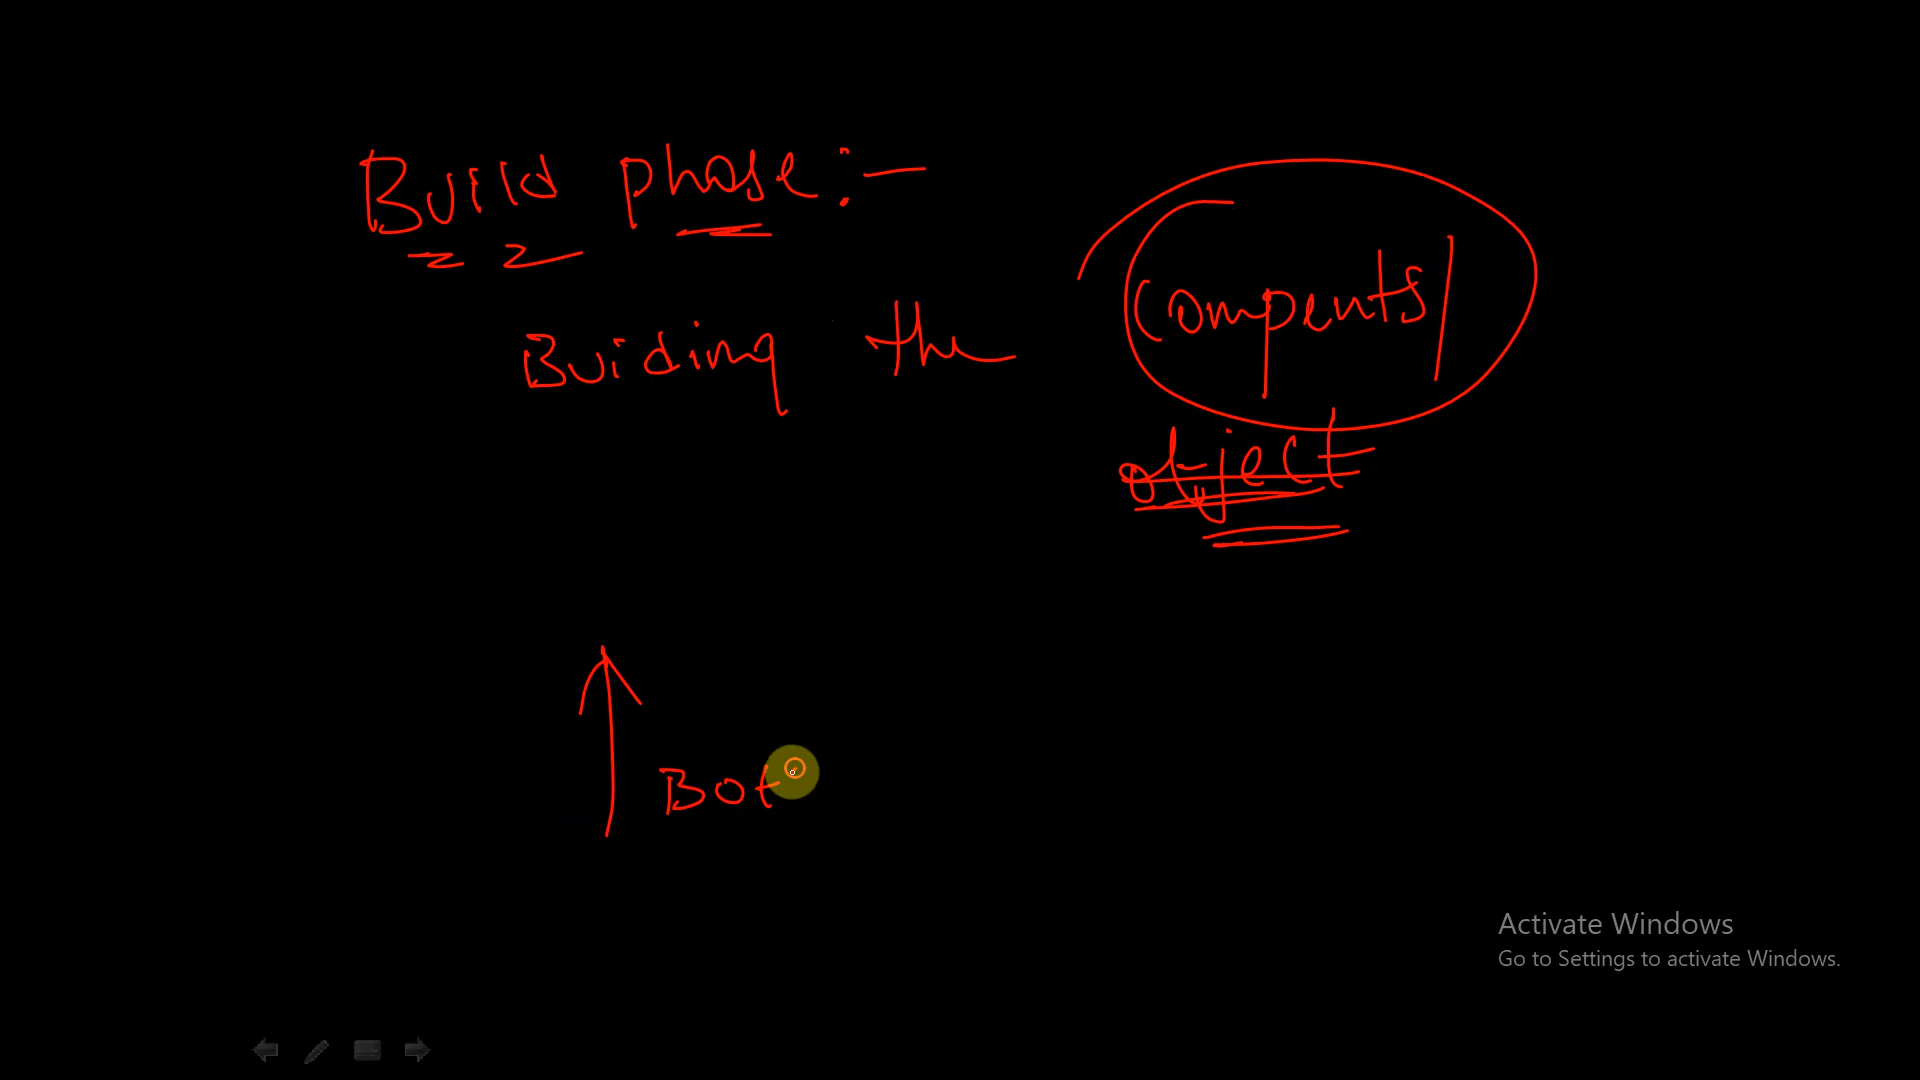 Build phase:-
Buiding the
Compents/
object
Bot
Activate Windows
Go to Settings to activate Windows.